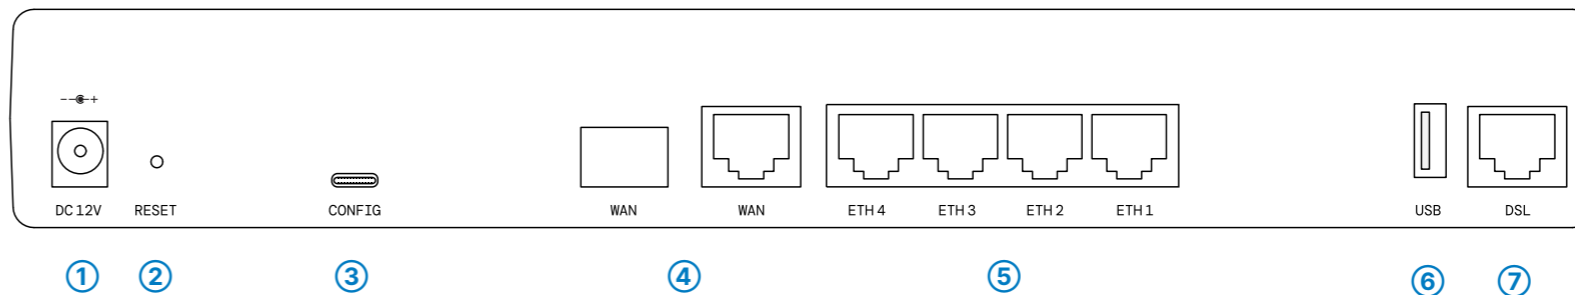 DC 12V RESET CONFIG WAN WAN ETH 4 ETH 3 ETH 2 ETH 1 USB DSL
1 2 3 4 5 6 7